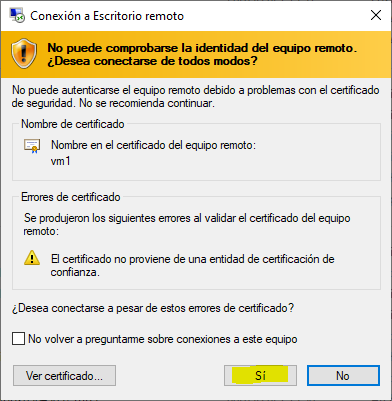 Conexión a Escritorio remoto
No puede comprobarse la identidad del equipo remoto.
¿Desea conectarse de todos modos?
No puede autenticarse el equipo remoto debido a problemas con el certificado
de seguridad. No se recomienda continuar.
Nombre de certificado
Nombre en el certificado del equipo remoto:
vm1
Errores de certificado
Se produjeron los siguientes errores al validar el certificado del equipo
remoto:
El certificado no proviene de una entidad de certificación de
confianza.
¿Desea conectarse a pesar de estos errores de certificado?
No volver a preguntarme sobre conexiones a este equipo
Ver certificado... Sí No